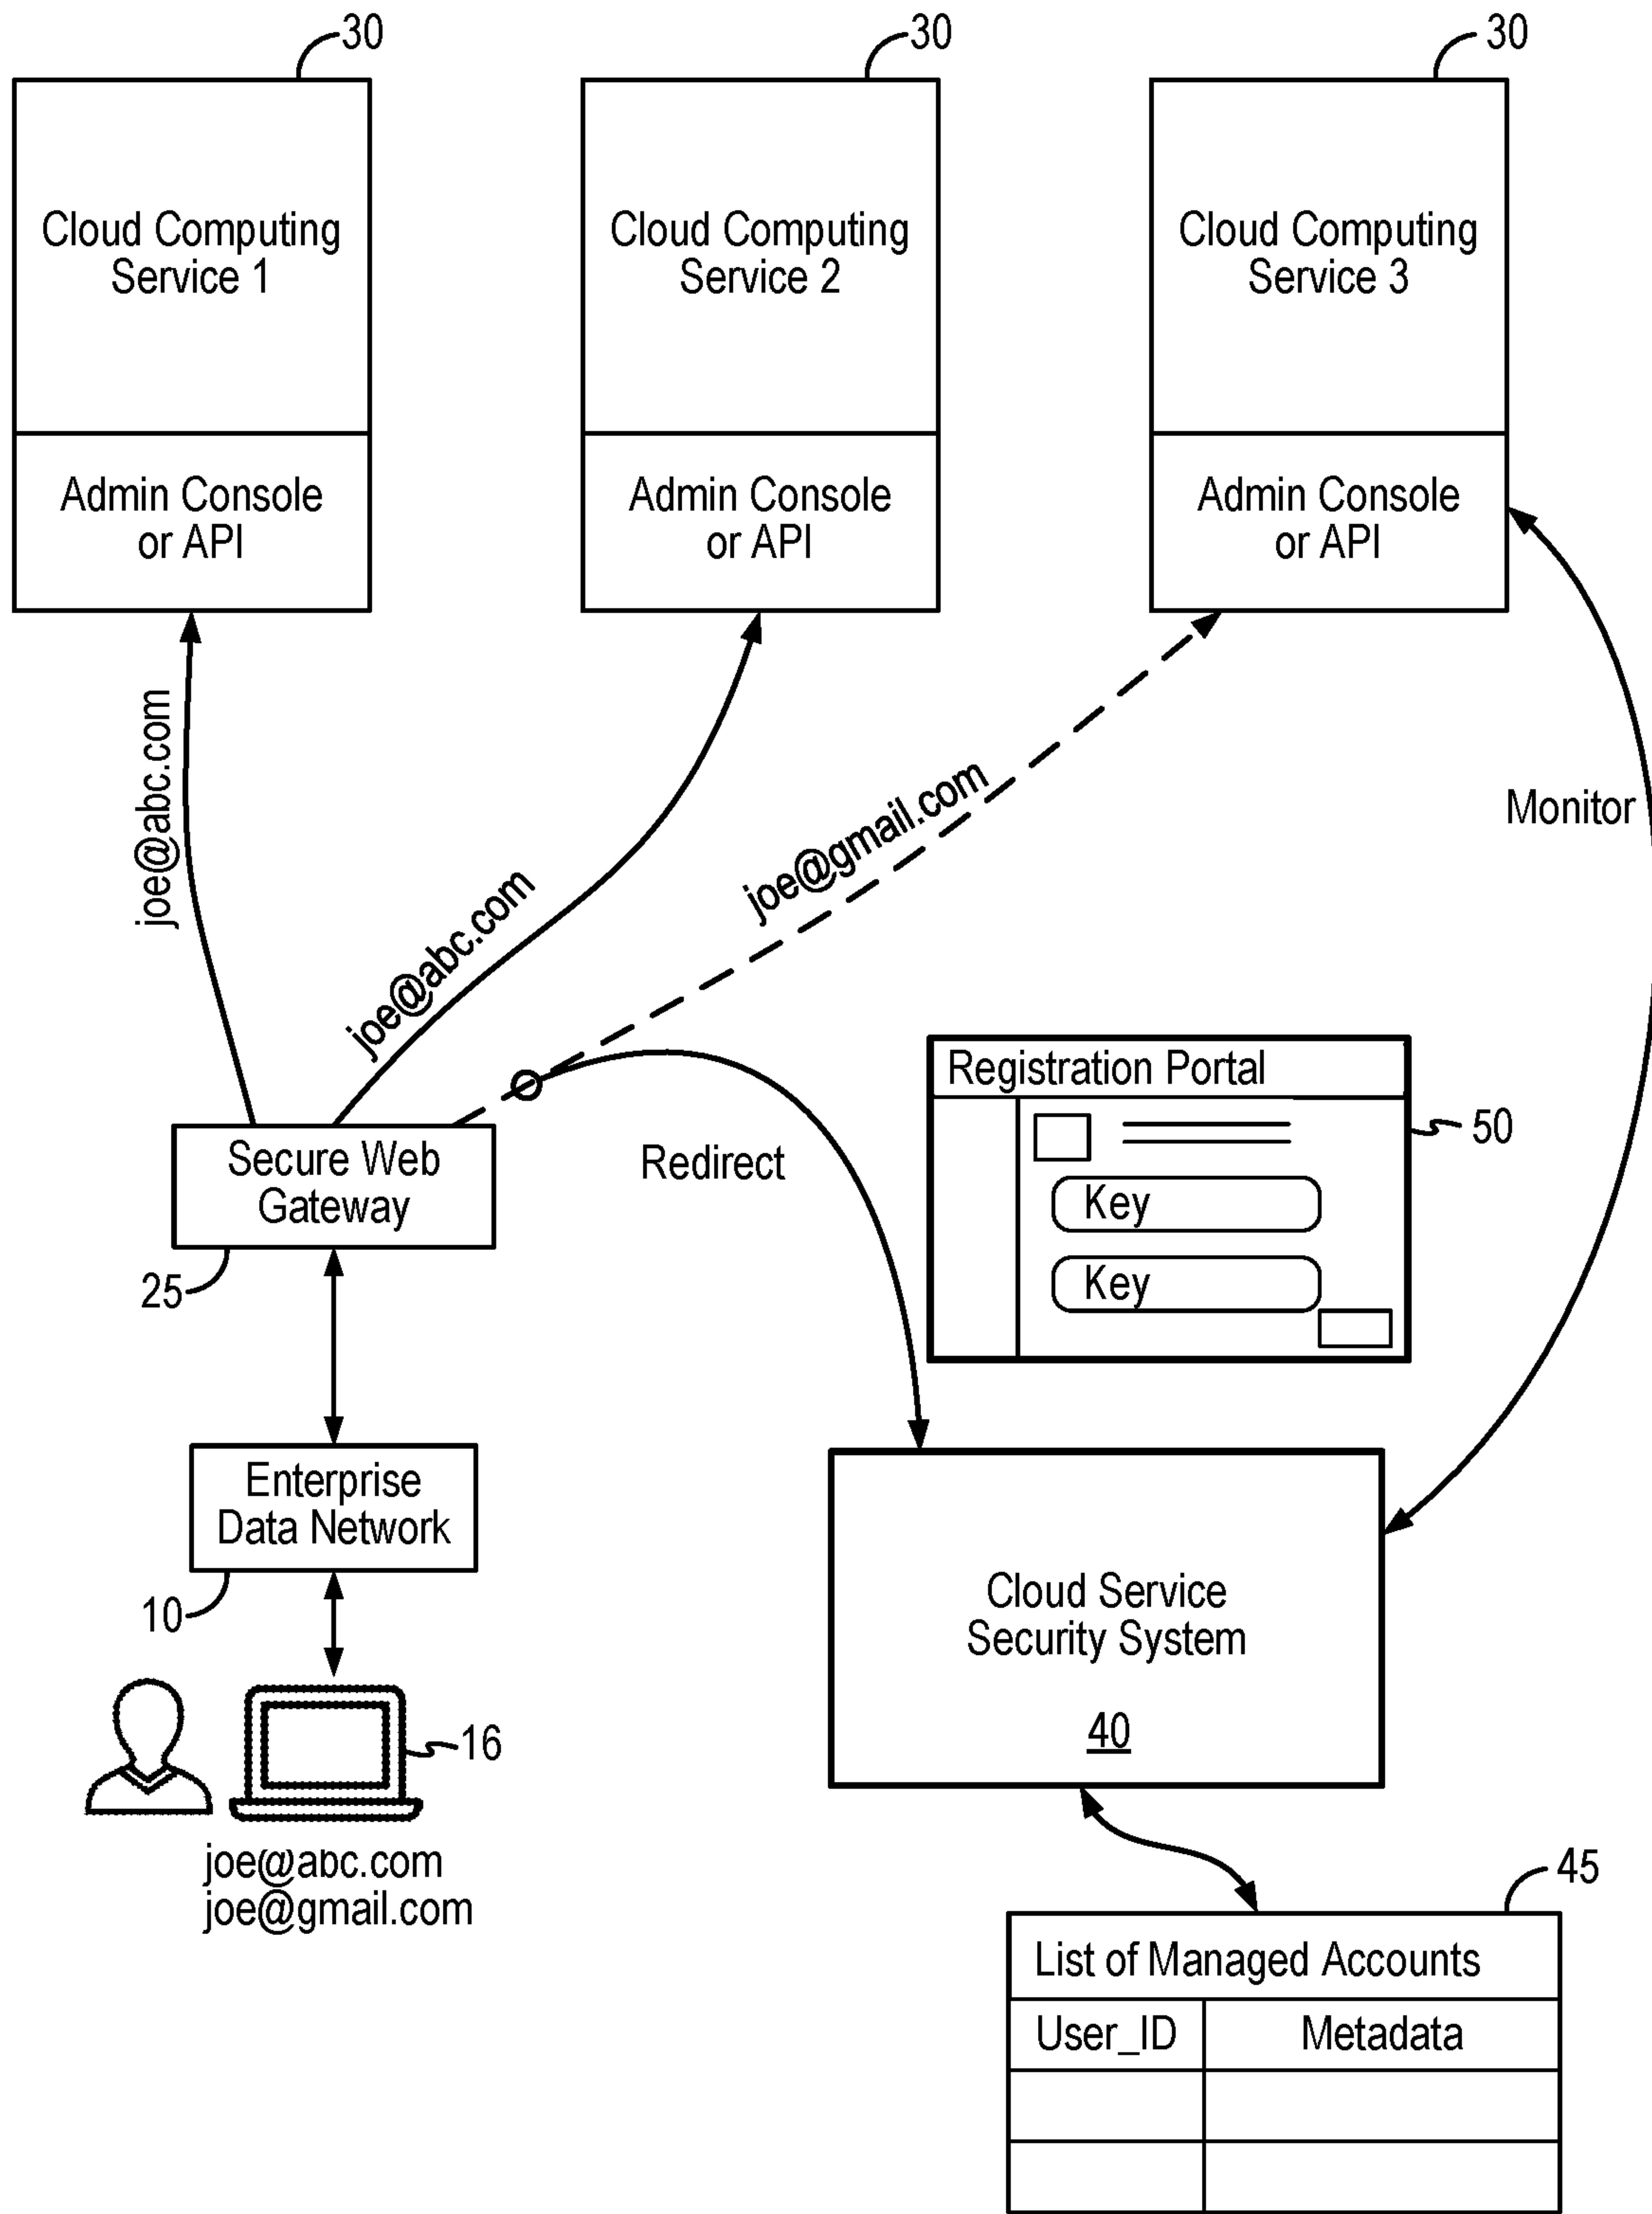 30
30
30
Cloud Computing
Service 1
Cloud Computing
Service 2
Cloud Computing
Service 3
Admin Console
or API
Admin Console
or API
Admin Console
or API
joe@abc.com
joe@abc.com
joe@gmail.com
Monitor
Registration Portal
50
Key
Key
Redirect
Secure Web
Gateway
25
Enterprise
Data Network
10
Cloud Service
Security System
40
16
joe@abc.com
joe@gmail.com
45
List of Managed Accounts
User_ID
Metadata